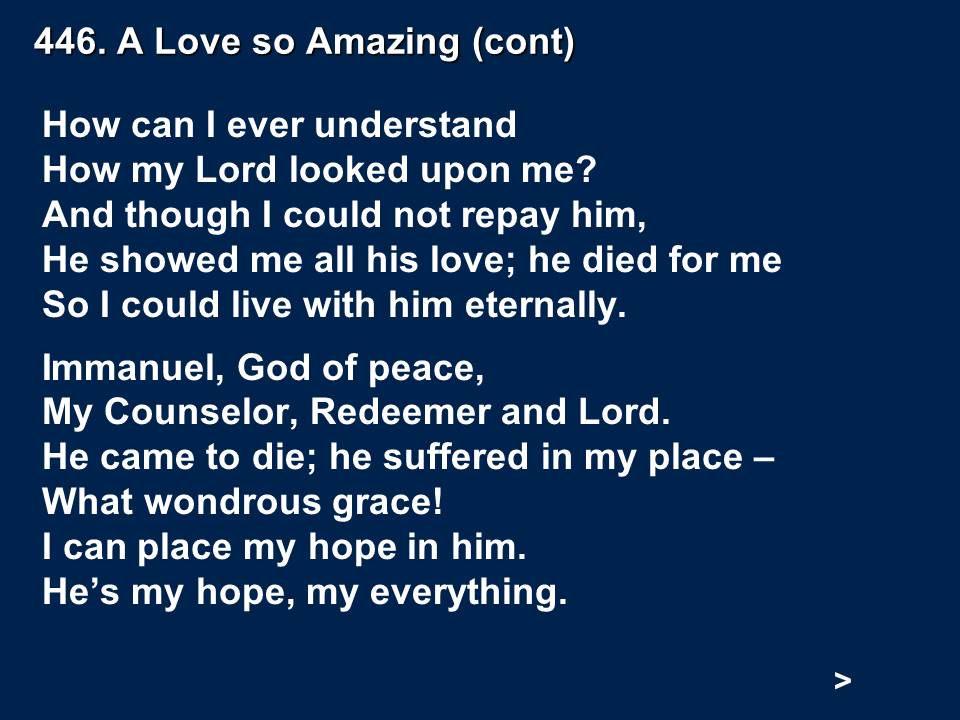 446. A Love so Amazing (cont)
How can I ever understand
How my Lord looked upon me?
And though I could not repay him,
He showed me all his love; he died for me
So I could live with him eternally.
Immanuel, God of peace,
My Counselor, Redeemer and Lord.
He came to die; he suffered in my place –
What wondrous grace!
I can place my hope in him.
He’s my hope, my everything.
>